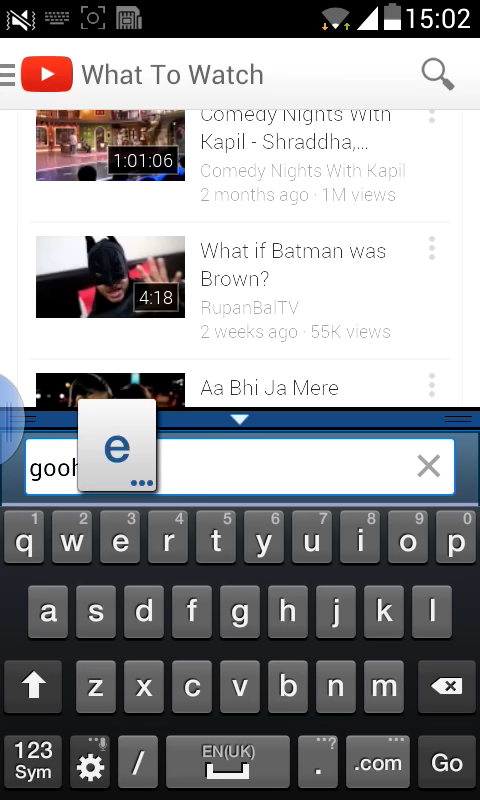 15:02
What To Watch
Comedy Nights With
Kapil - Shraddha,...
1:01:06
Comedy Nights With Kapil
2 months ago · 1M views
What if Batman was
Brown?
4:18
RupanBalTV
2 weeks ago · 55K views
Aa Bhi Ja Mere
e
gooh
1 2 3 4 5 6 7 8 9 0
q w e r t y u i o p
a s d f g h j k l
z x c v b n m
123
Sym
/
EN(UK)
. ?
.com
Go